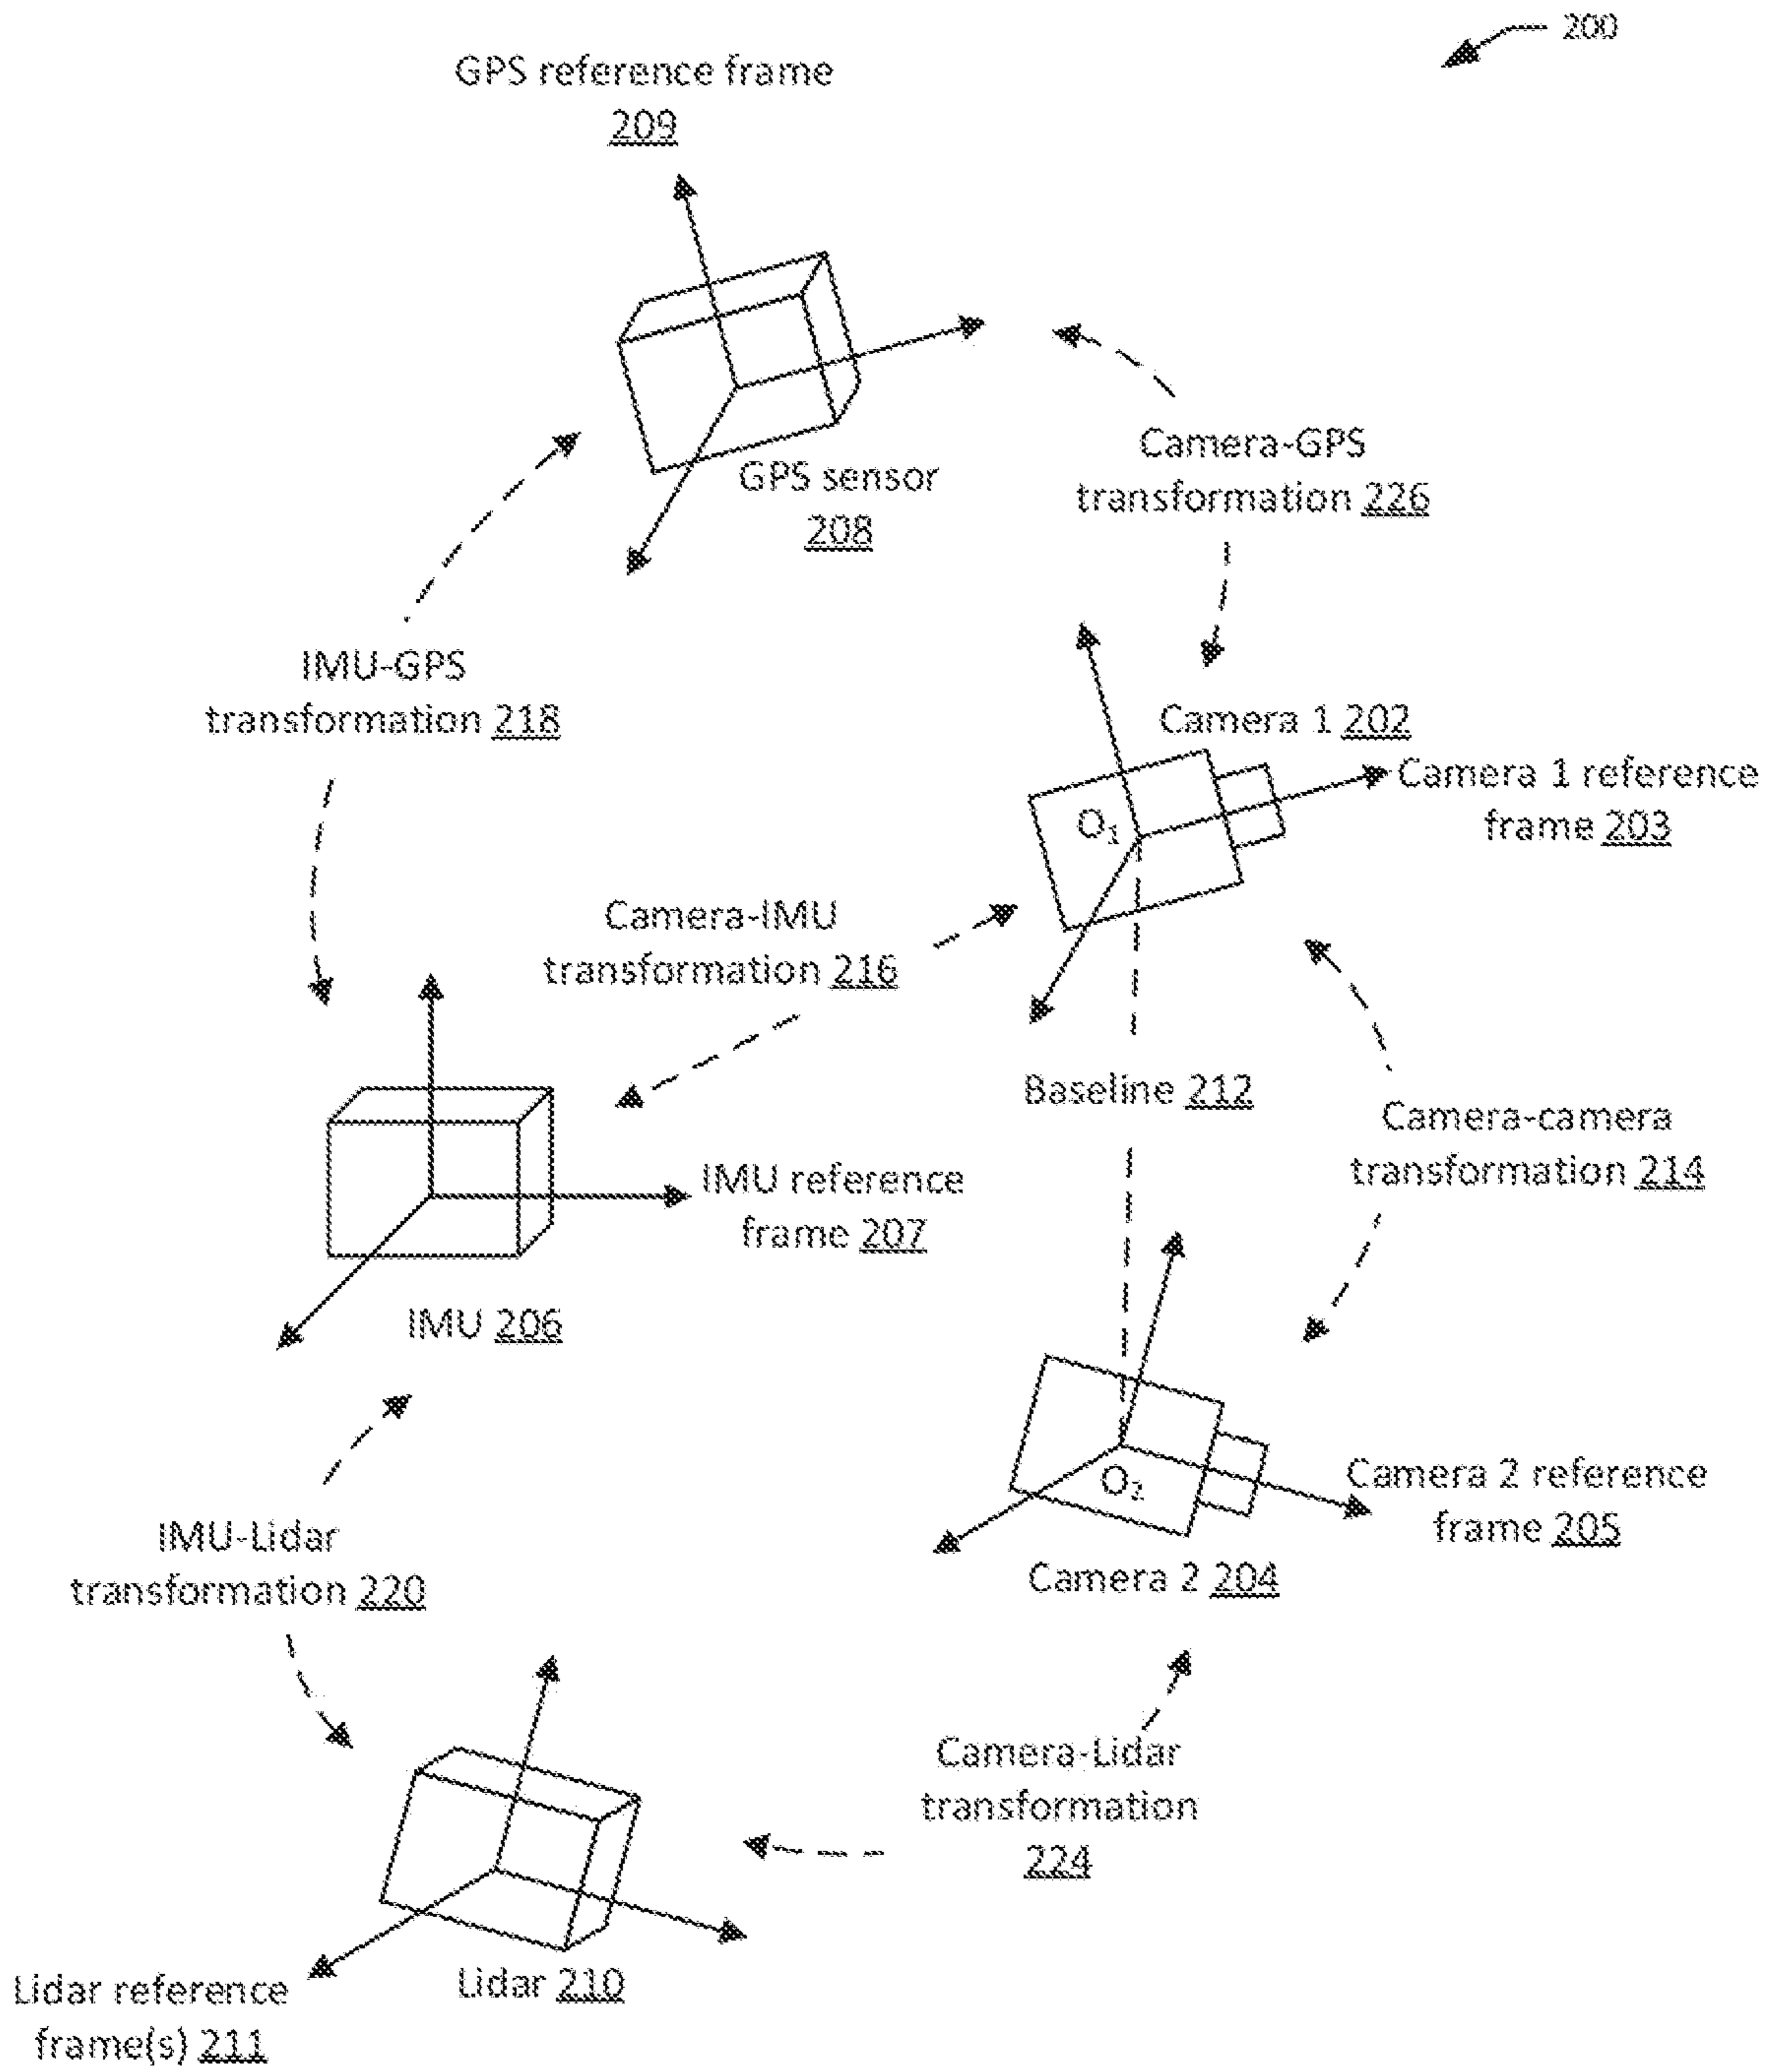 200
GPS reference frame
209
GPS sensor
208
Camera-GPS
transformation 226
IMU-GPS
transformation 218
Camera 1 202
Camera 1 reference
frame 203
O1
Camera-IMU
transformation 216
Baseline 212
Camera-camera
transformation 214
IMU reference
frame 207
IMU 206
O2
Camera 2 reference
frame 205
Camera 2 204
IMU-Lidar
transformation 220
Camera-Lidar
transformation
224
Lidar 210
Lidar reference
frame(s) 211